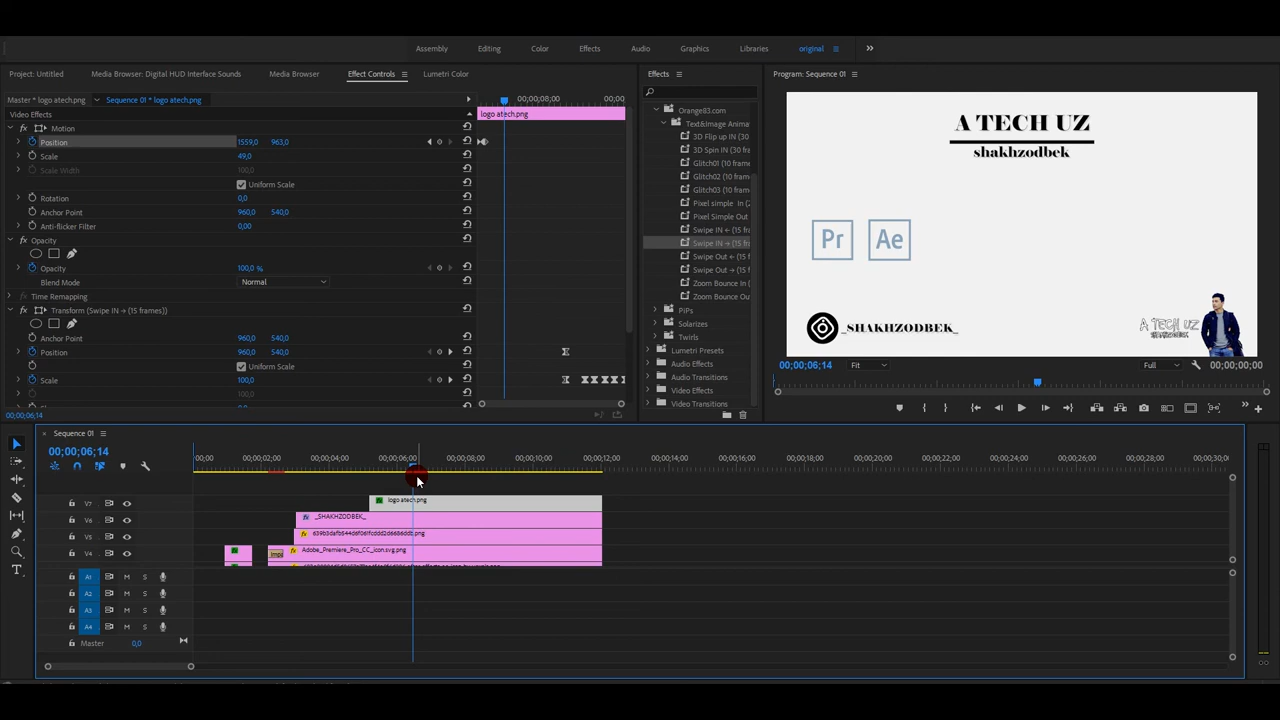 Assembly Editing Color Effects Audio Graphics Libraries original
Project: Untitled Media Browser: Digital HUD Interface Sounds Media Browser Effect Controls Lumetri Color
Master * logo atech.png Sequence 01 * logo atech.png
00;00;08;00 00;00
Video Effects
logo atech.png
Motion
Position 1559,0 963,0
Scale 49,0
Scale Width 100,0
Uniform Scale
Rotation 0,0
Anchor Point 960,0 540,0
Anti-flicker Filter 0,00
Opacity
Opacity 100,0 %
Blend Mode Normal
Time Remapping
Transform (Swipe IN → (15 frames))
Anchor Point 960,0 540,0
Position 960,0 540,0
Uniform Scale
Scale 100,0
00;00;06;14
Effects
Orange83.com
Text&Image Anima
3D Flip up IN (30
3D Spin IN (30 fra
Glitch01 (10 frame
Glitch02 (10 frame
Glitch03 (10 frame
Pixel simple In (2
Pixel Simple Out
Swipe IN ← (15 fra
Swipe IN → (15 fr
Swipe Out ← (15 f
Swipe Out → (15 f
Zoom Bounce In (
Zoom Bounce Out
PiPs
Solarizes
Twirls
Lumetri Presets
Audio Effects
Audio Transitions
Video Effects
Video Transitions
Program: Sequence 01
A TECH UZ
shakhzodbek
Pr Ae
_SHAKHZODBEK_
A TECH UZ
SHAKHZODBEK
00;00;06;14 Fit Full 00;00;00;00
Sequence 01
00;00;06;14
;00;00 00;00;02;00 00;00;06;00 00;00;08;00 00;00;10;00 00;00;12;00 00;00;14;00 00;00;16;00 00;00;18;00 00;00;20;00 00;00;22;00 00;00;24;00 00;00;26;00 00;00;28;00 00;00;30;0
V7 logo atech.png
V6 _SHAKHZODBEK_
V5
V4 Adobe_Premiere_Pro_CC_icon.svg.png
A1 M S
A2 M S
A3 M S
A4 M S
Master 0,0